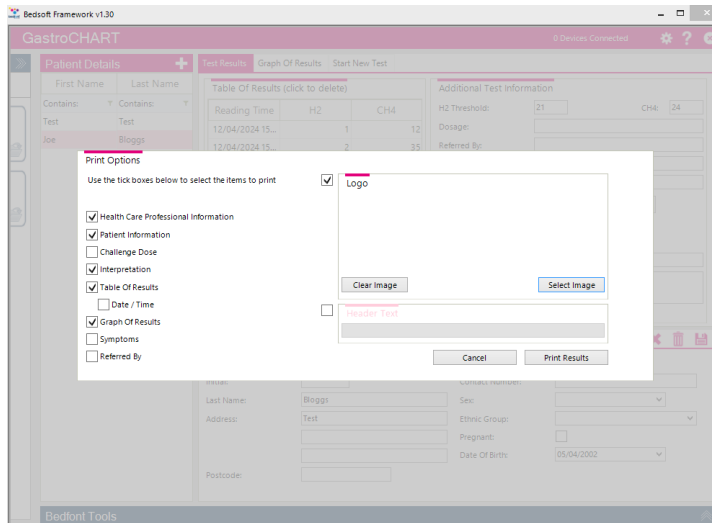 Bedsoft Framework v1.30
GastroCHART
0 Devices Connected
Patient Details
Test Results Graph Of Results Start New Test
First Name Last Name
Table Of Results (click to delete)
Additional Test Information
Contains: Contains:
Reading Time H2 CH4
H2 Threshold: 21 CH4: 24
Test Test
12/04/2024 15... 1 12
Dosage:
Joe Bloggs
12/04/2024 15... 2 35
Referred By:
Print Options
Use the tick boxes below to select the items to print
Logo
Health Care Professional Information
Patient Information
Challenge Dose
Interpretation
Table Of Results
Date / Time
Graph Of Results
Symptoms
Referred By
Clear Image
Select Image
Header Text
Cancel
Print Results
Initial:
Contact Number:
Last Name: Bloggs
Sex:
Address: Test
Ethnic Group:
Pregnant:
Date Of Birth: 05/04/2002
Postcode:
Bedfont Tools